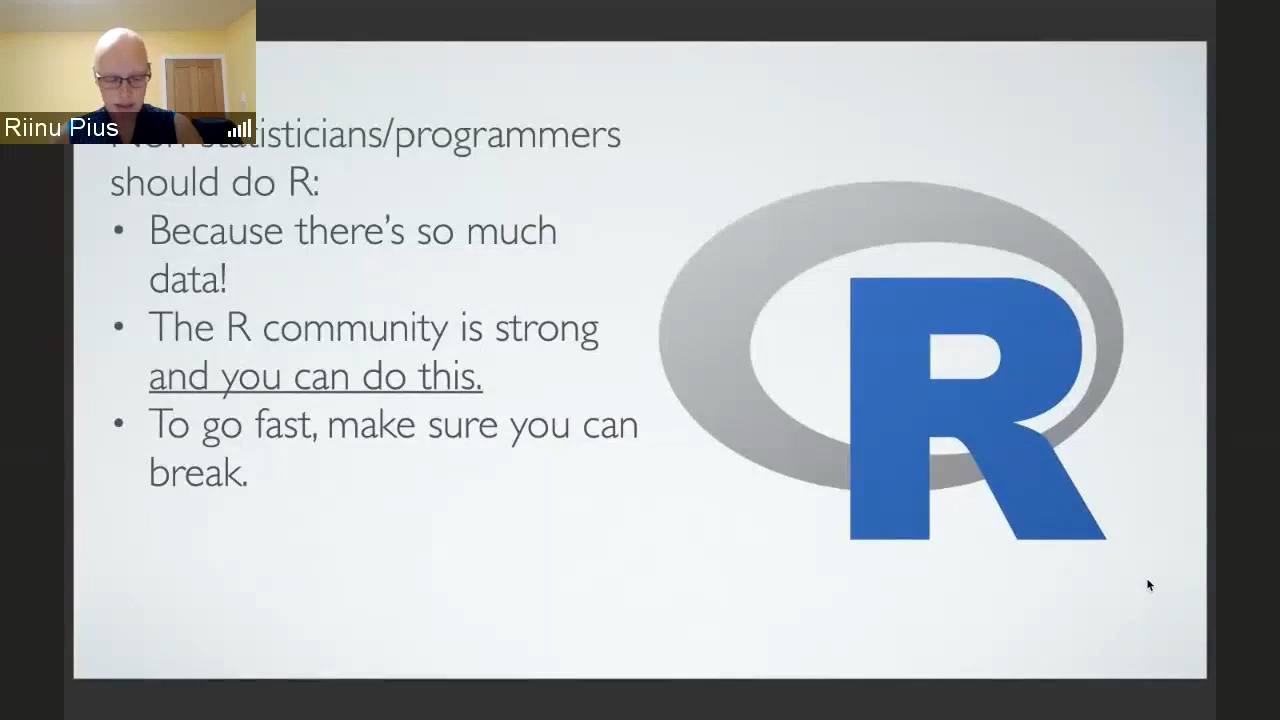 Riinu Pius
Non-statisticians/programmers
should do R:
• Because there's so much
data!
• The R community is strong
and you can do this.
• To go fast, make sure you can
break.
R